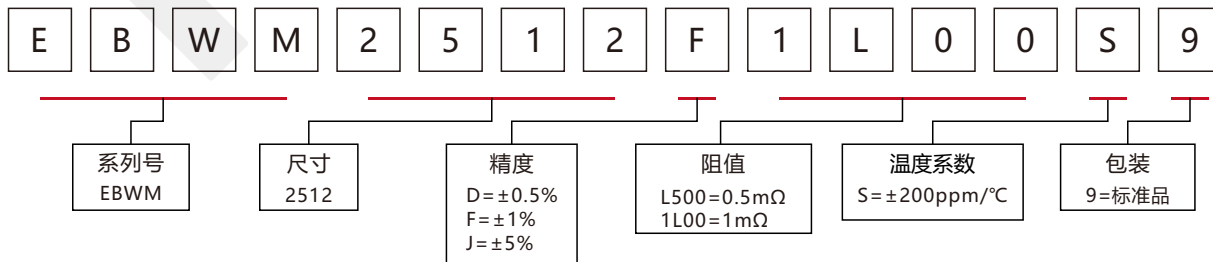 E B W M 2 5 1 2 F 1 L 0 0 S 9
系列号
EBWM
尺寸
2512
精度
D=±0.5%
F=±1%
J=±5%
阻值
L500=0.5mΩ
1L00=1mΩ
温度系数
S=±200ppm/℃
包装
9=标准品